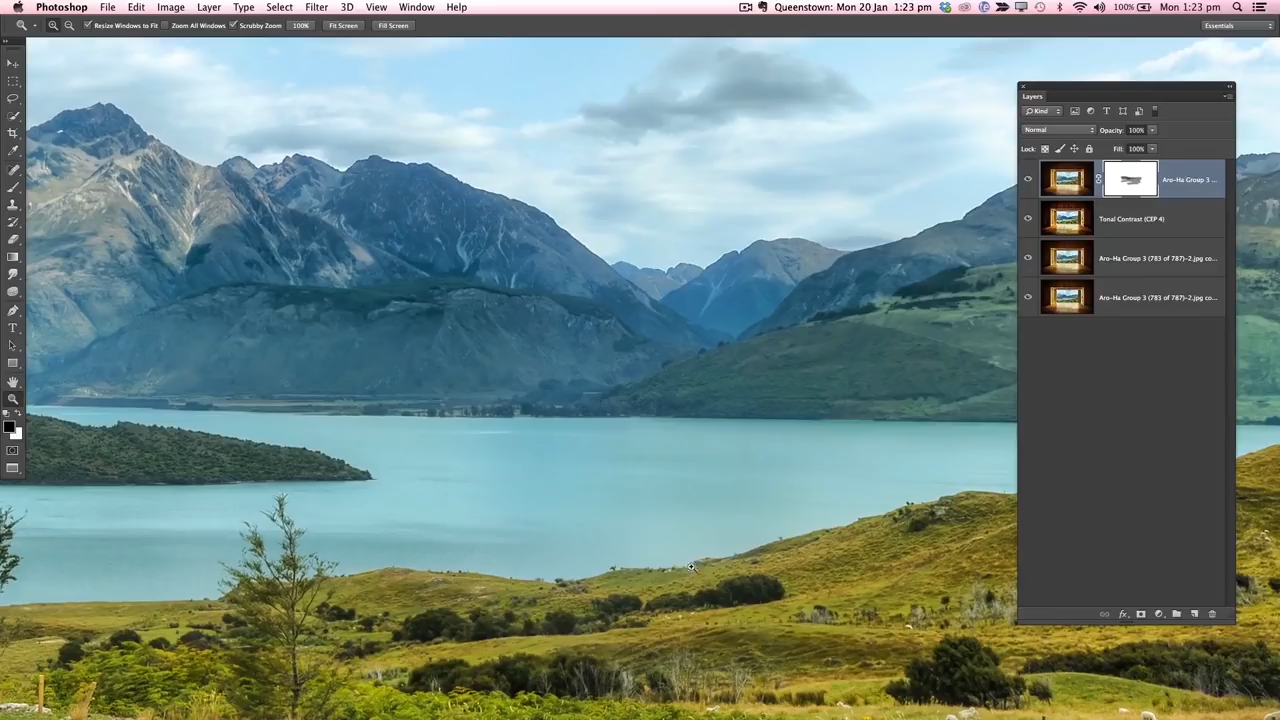 Photoshop File Edit Image Layer Type Select Filter 3D View Window Help Queenstown: Mon 20 Jan 1:23 pm 100% Mon 1:23 pm
Resize Windows to Fit Zoom All Windows Scrubby Zoom 100% Fit Screen Fill Screen Essentials
Layers
Kind
Normal Opacity: 100%
Lock: Fill: 100%
Aro-Ha Group 3 ...
Tonal Contrast (CEP 4)
Aro-Ha Group 3 (783 of 787)-2.jpg co...
Aro-Ha Group 3 (783 of 787)-2.jpg co...
fx